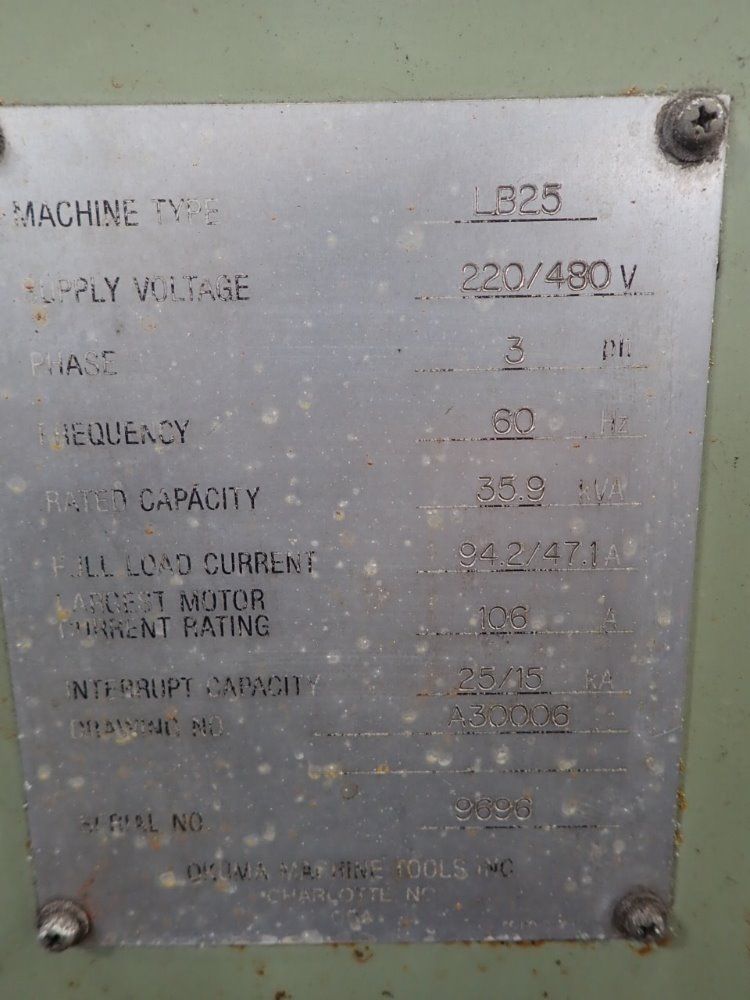 MACHINE TYPE LB25
SUPPLY VOLTAGE 220/480 V
PHASE 3 ph
FREQUENCY 60 Hz
RATED CAPACITY 35.9 kVA
FULL LOAD CURRENT 94.2/47.1 A
LARGEST MOTOR
CURRENT RATING 106 A
INTERRUPT CAPACITY 25/15 kA
DRAWING NO. A30006
SERIAL NO. 9696
OKUMA MACHINE TOOLS INC.
CHARLOTTE NC